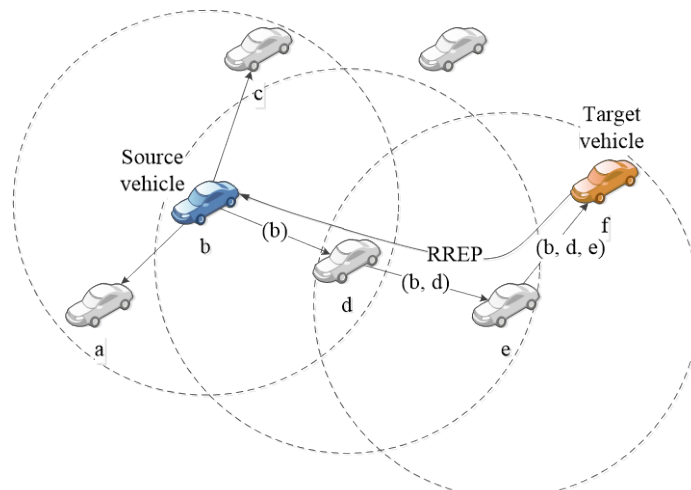 c
Source
vehicle
Target
vehicle
b
(b)
f
RREP
(b, d, e)
d
(b, d)
a
e